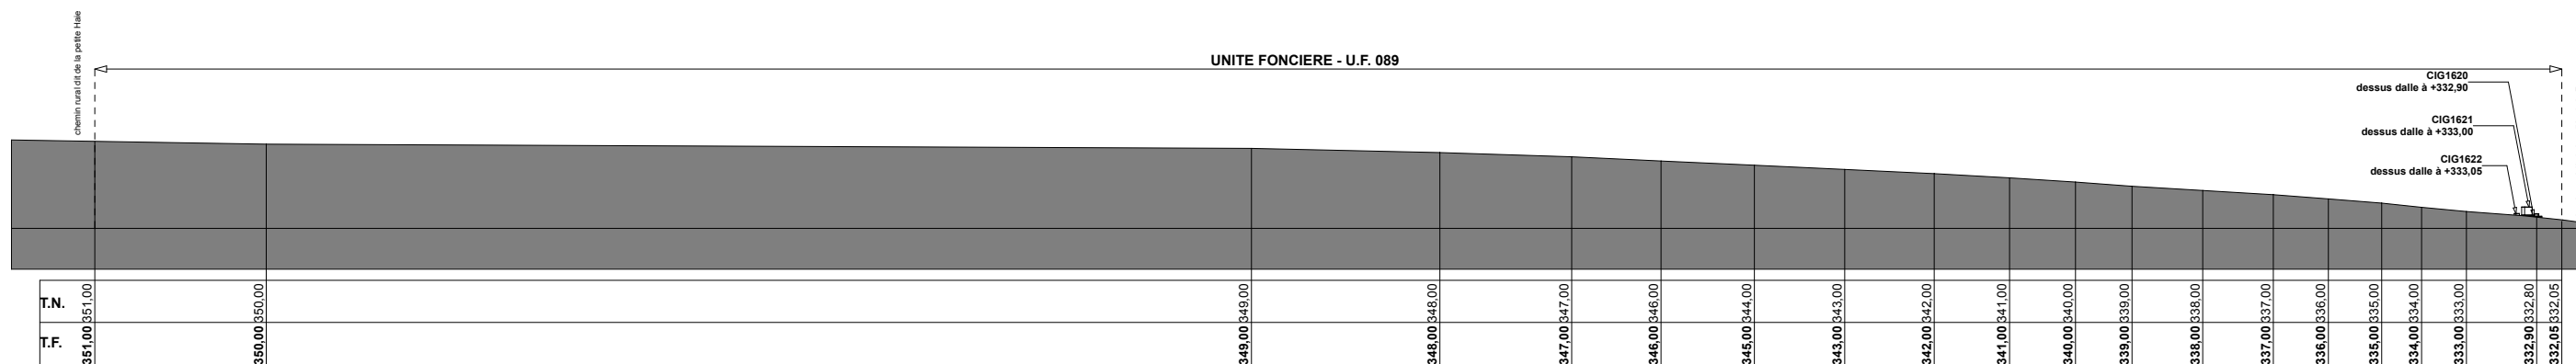 chemin rural dit de la petite Haie
UNITE FONCIERE - U.F. 089
CIG1620
dessus dalle à +332,90
CIG1621
dessus dalle à +333,00
CIG1622
dessus dalle à +333,05
T.N. 351,00 350,00 349,00 348,00 347,00 346,00 344,00 343,00 342,00 341,00 340,00 339,00 338,00 337,00 336,00 335,00 334,00 333,00 332,80 332,05
T.F. 351,00 350,00 349,00 348,00 347,00 346,00 345,00 343,00 342,00 341,00 340,00 339,00 338,00 337,00 336,00 335,00 334,00 333,00 332,90 332,05